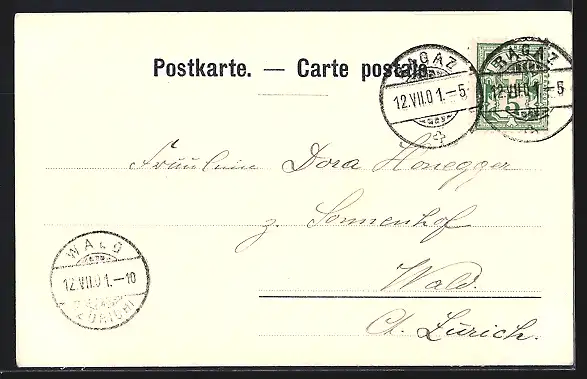 Postkarte. — Carte postale.
RAGAZ
12.VII.01.–5
RAGAZ
12.VII.01.–5
5
Fräulein Dora Honegger
z. Sonnenhof
Wald.
Ct. Zürich.
WALD
12.VII.01.–10
(ZÜRICH)